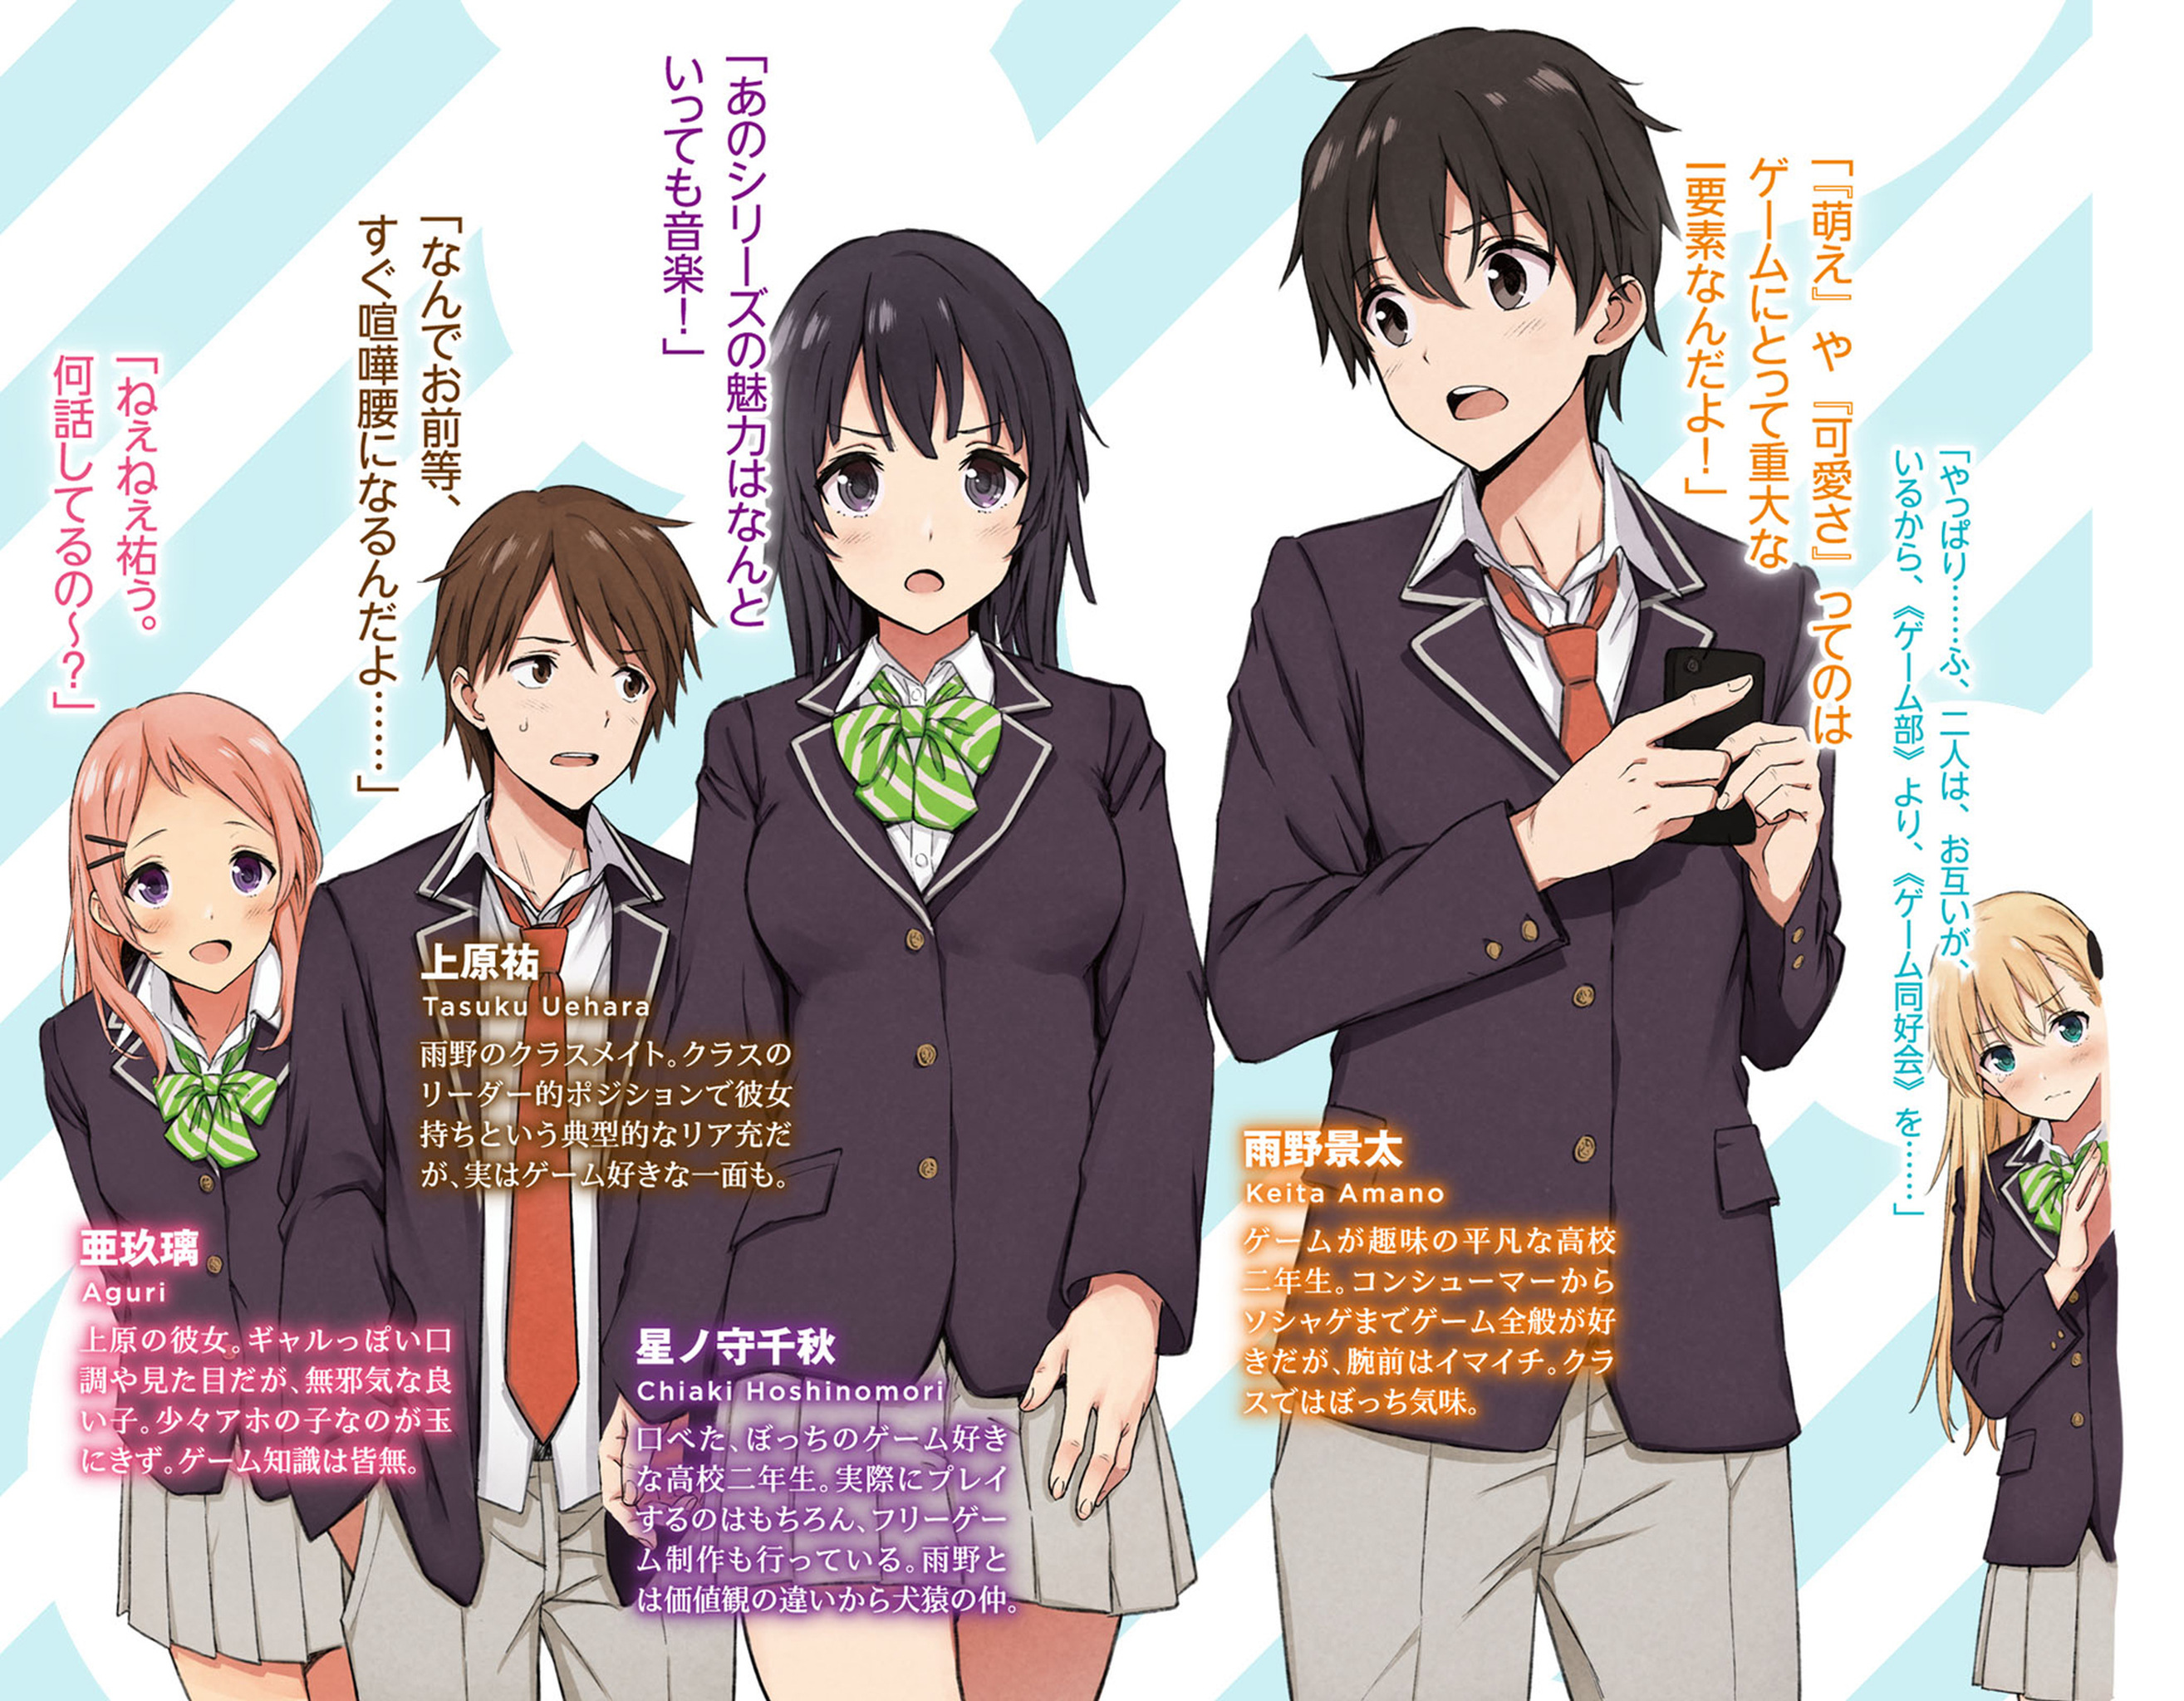 「やっぱり……ふ、二人は、お互いが、
いるから、《ゲーム部》より、《ゲーム同好会》を……」
「『萌え』や『可愛さ』ってのは
ゲームにとって重大な
一要素なんだよ！」
「あのシリーズの魅力はなんと
いっても音楽！」
「なんでお前等、
すぐ喧嘩腰になるんだよ……」
「ねぇねぇ祐ぅ。
何話してるの～？」
雨野景太
Keita Amano
ゲームが趣味の平凡な高校
二年生。コンシューマーから
ソシャゲまでゲーム全般が好
きだが、腕前はイマイチ。クラ
スではぼっち気味。
星ノ守千秋
Chiaki Hoshinomori
口べた、ぼっちのゲーム好き
な高校二年生。実際にプレイ
するのはもちろん、フリーゲー
ム制作も行っている。雨野と
は価値観の違いから犬猿の仲。
上原祐
Tasuku Uehara
雨野のクラスメイト。クラスの
リーダー的ポジションで彼女
持ちという典型的なリア充だ
が、実はゲーム好きな一面も。
亜玖璃
Aguri
上原の彼女。ギャルっぽい口
調や見た目だが、無邪気な良
い子。少々アホの子なのが玉
にきず。ゲーム知識は皆無。